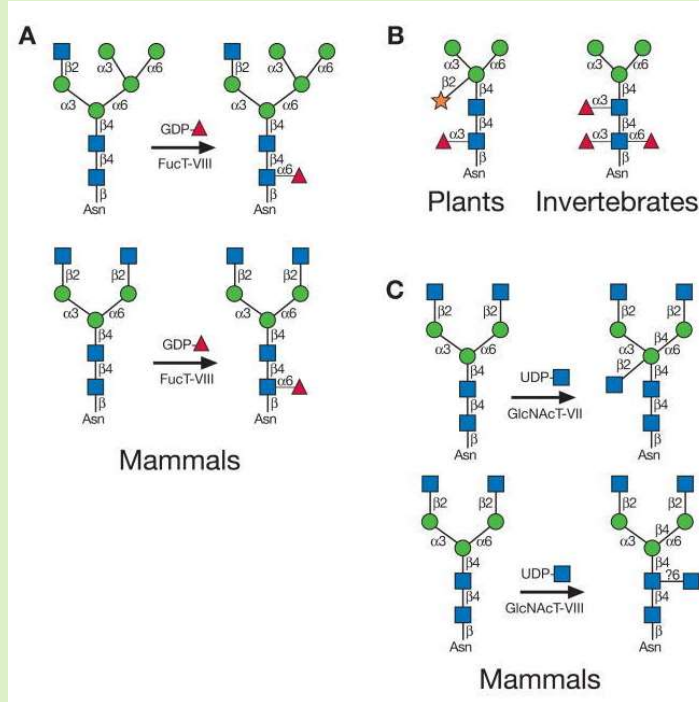 A
β2
α3
α6
α3
α6
β4
β4
β
Asn
GDP-
FucT-VIII
β2
α3
α6
α3
α6
β4
β4
α6
β
Asn
β2
β2
α3
α6
β4
β4
β
Asn
GDP-
FucT-VIII
β2
β2
α3
α6
β4
β4
α6
β
Asn
Mammals
B
α3
α6
β2
β4
β4
α3
β
Asn
Plants
α3
α6
β4
α3
β4
α3
α6
β
Asn
Invertebrates
C
β2
β2
α3
α6
β4
β4
β
Asn
UDP-
GlcNAcT-VII
β2
β2
β4
α3
α6
β2
β4
β4
β
Asn
β2
β2
α3
α6
β4
β4
β
Asn
UDP-
GlcNAcT-VIII
β2
β2
β4
α3
α6
β4
?6
β4
β
Asn
Mammals